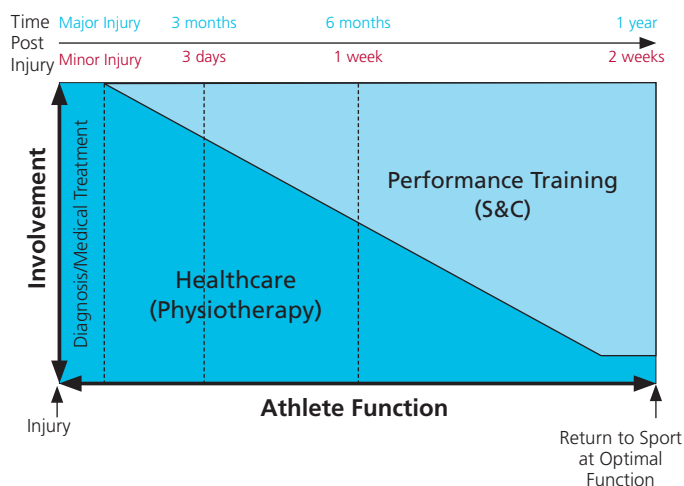 Time
Post
Injury
Major Injury
3 months
6 months
1 year
Minor Injury
3 days
1 week
2 weeks
Involvement
Diagnosis/Medical Treatment
Performance Training
(S&C)
Healthcare
(Physiotherapy)
Athlete Function
Injury
Return to Sport
at Optimal
Function